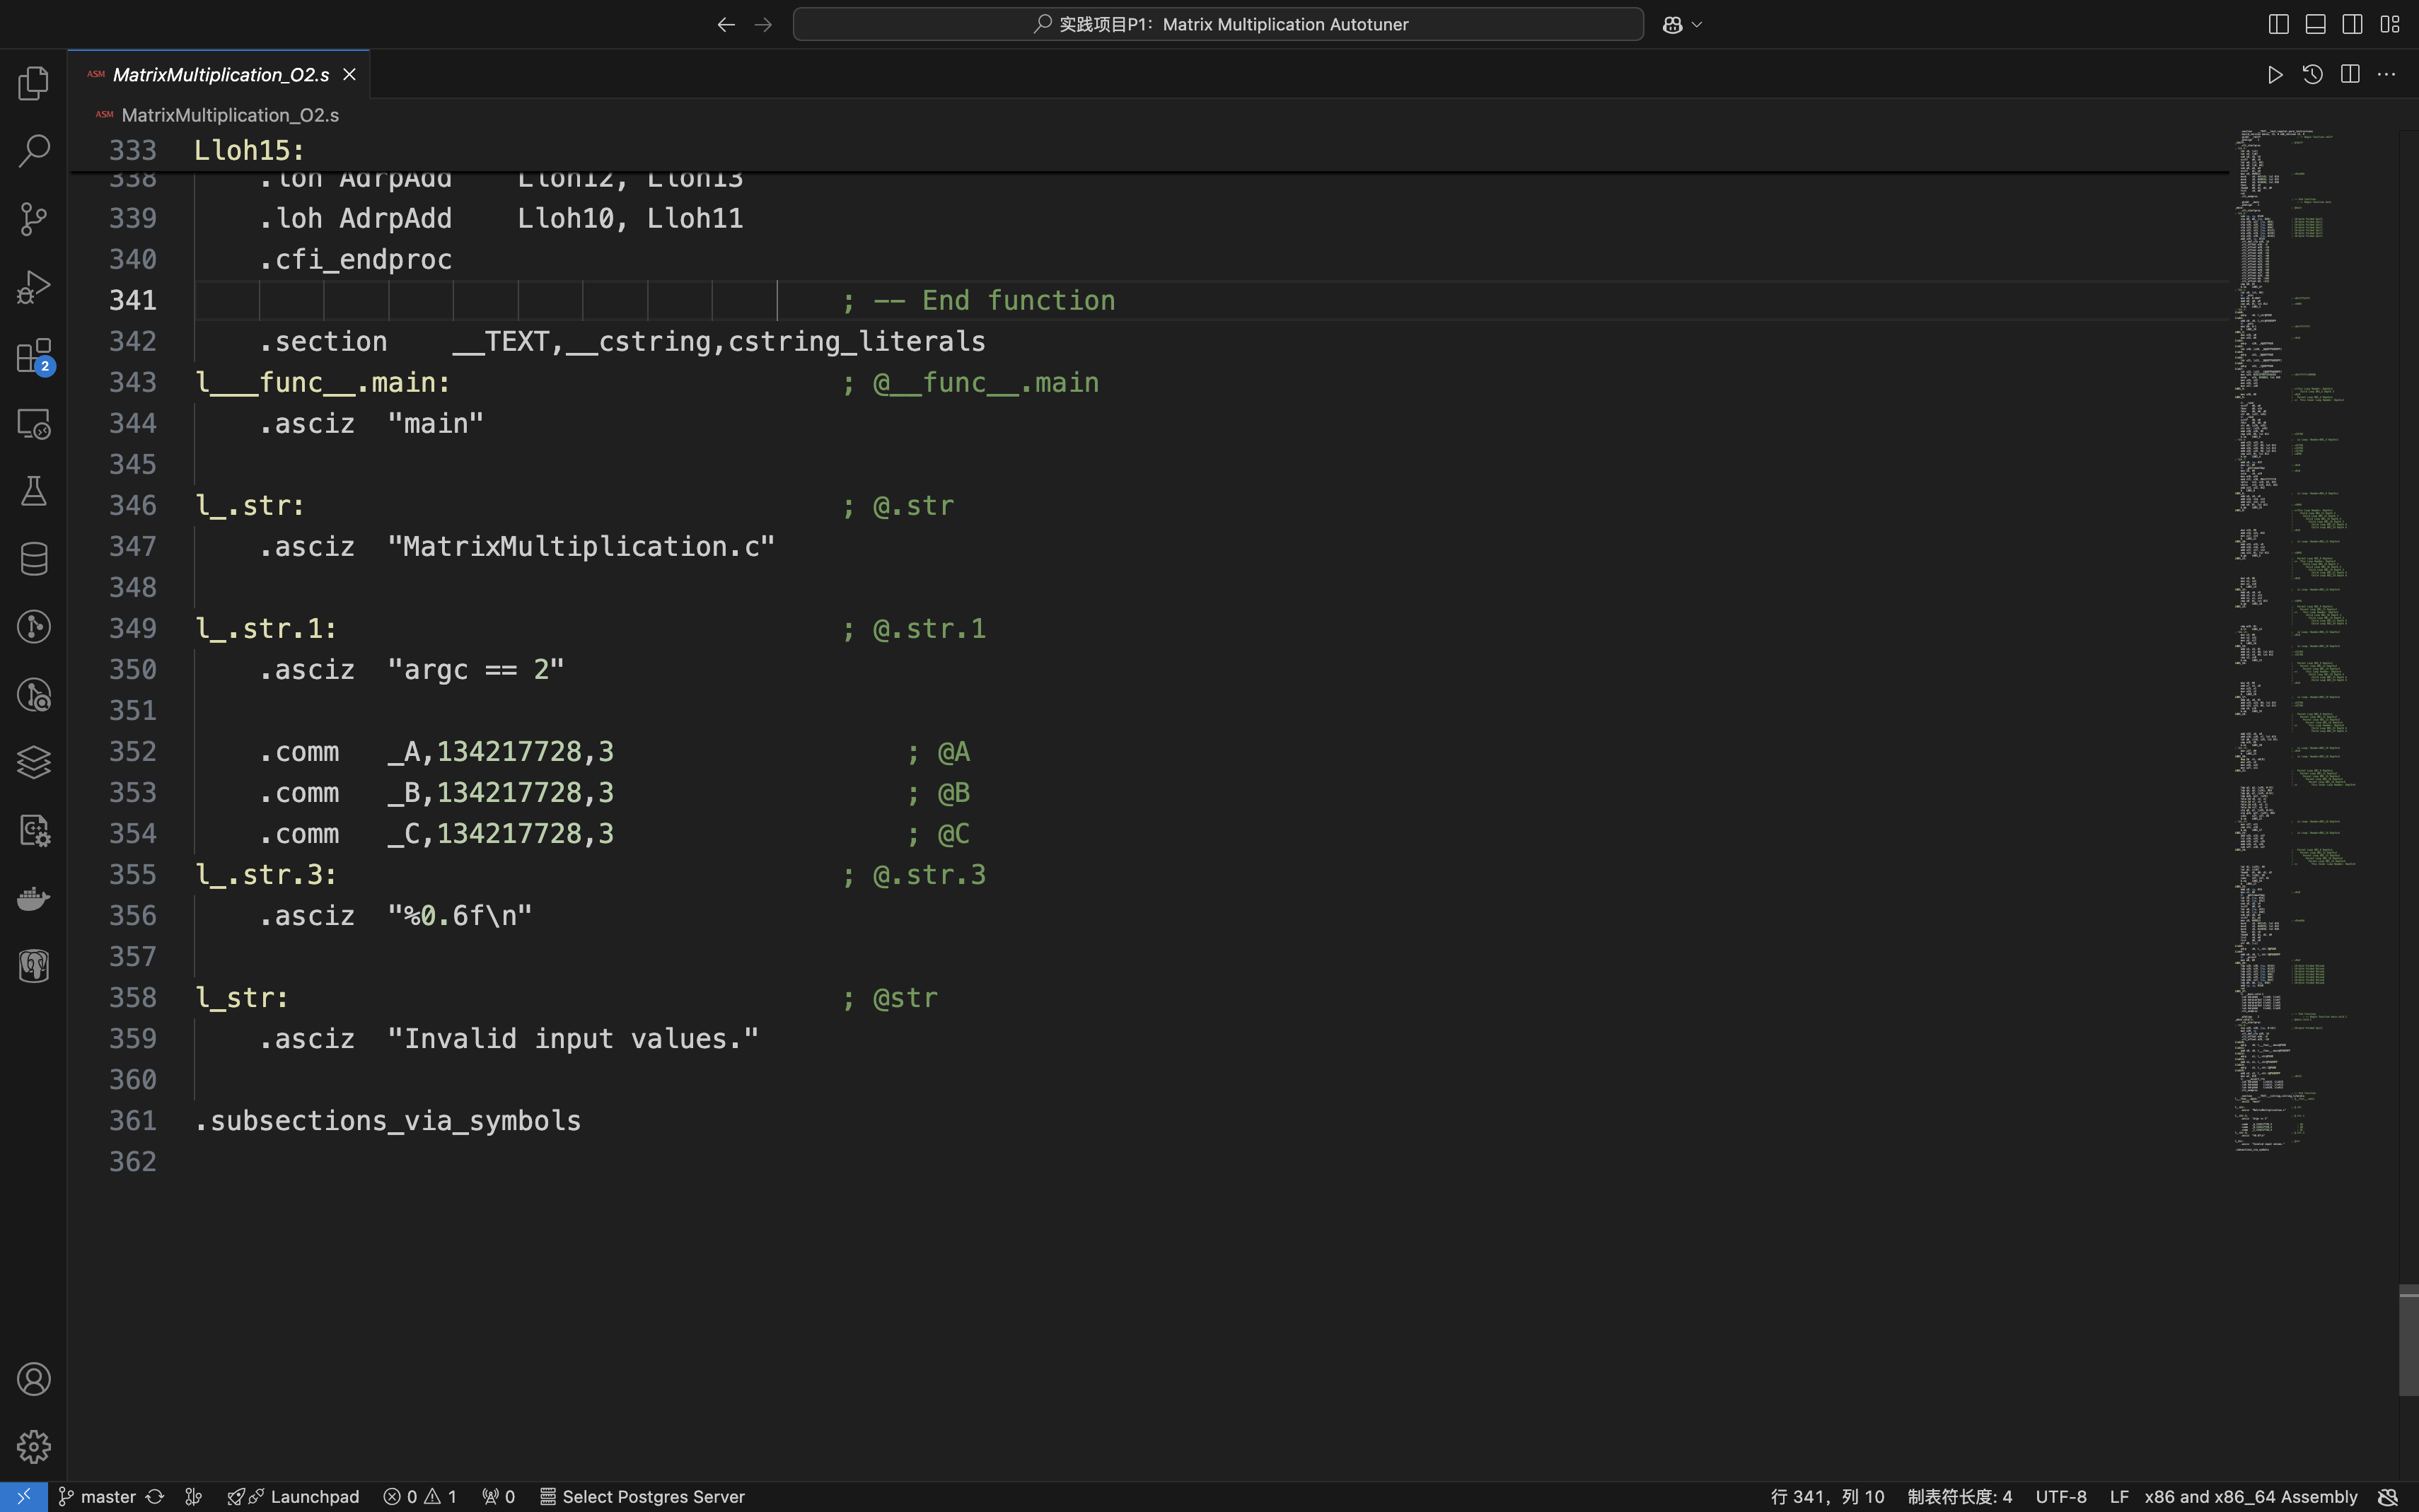 实践项目P1: Matrix Multiplication Autotuner
ASM MatrixMultiplication_O2.s
ASM MatrixMultiplication_O2.s
333 Lloh15:
338 .loh AdrpAdd Lloh12, Lloh13
339 .loh AdrpAdd Lloh10, Lloh11
340 .cfi_endproc
341 ; -- End function
342 .section __TEXT,__cstring,cstring_literals
343 l___func__.main: ; @__func__.main
344 .asciz "main"
345
346 l_.str: ; @.str
347 .asciz "MatrixMultiplication.c"
348
349 l_.str.1: ; @.str.1
350 .asciz "argc == 2"
351
352 .comm _A,134217728,3 ; @A
353 .comm _B,134217728,3 ; @B
354 .comm _C,134217728,3 ; @C
355 l_.str.3: ; @.str.3
356 .asciz "%0.6f\n"
357
358 l_str: ; @str
359 .asciz "Invalid input values."
360
361 .subsections_via_symbols
362
2
master Launchpad 0 1 0 Select Postgres Server 行 341，列 10 制表符长度: 4 UTF-8 LF x86 and x86_64 Assembly